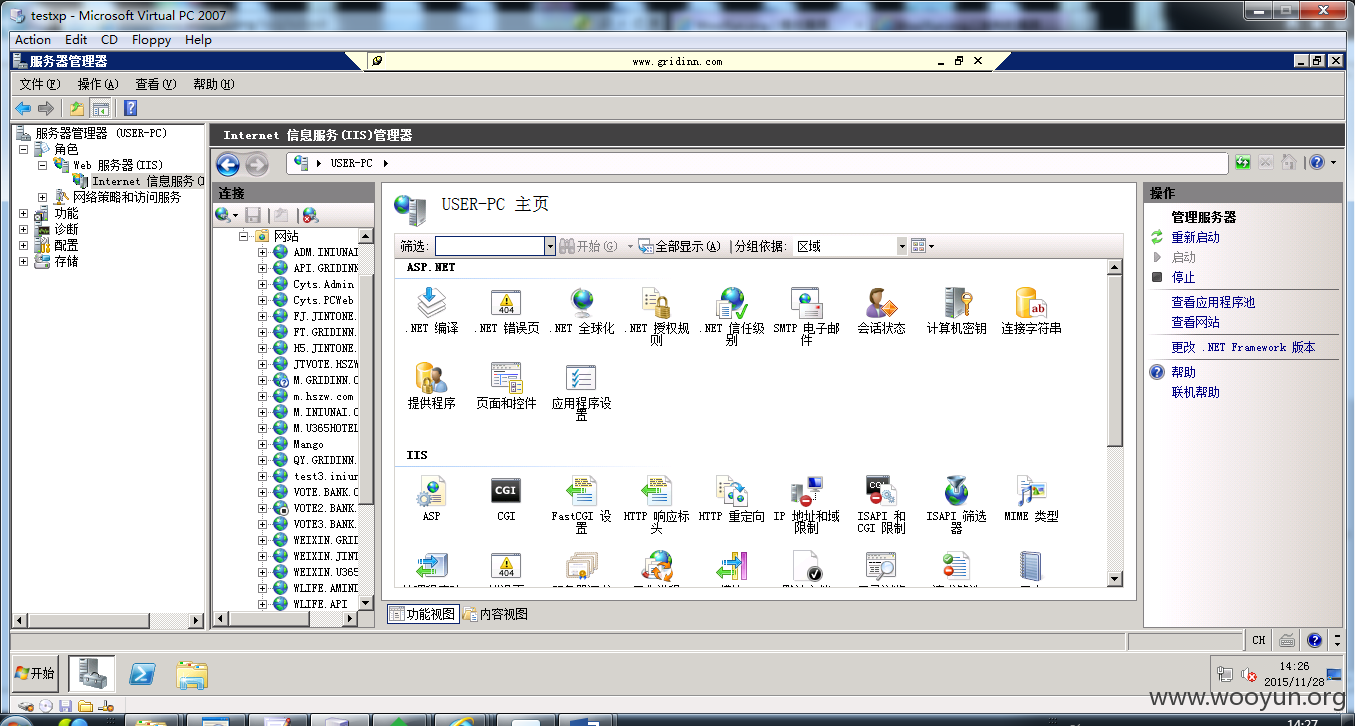 testxp - Microsoft Virtual PC 2007
Action Edit CD Floppy Help
服务器管理器
www.gridinn.com
文件(F) 操作(A) 查看(V) 帮助(H)
服务器管理器 (USER-PC)
角色
Web 服务器(IIS)
Internet 信息服务(I
网络策略和访问服务
功能
诊断
配置
存储
Internet 信息服务(IIS)管理器
USER-PC
连接
网站
ADM.INIUNAI
API.GRIDINN
Cyts.Admin
Cyts.PCWeb
FJ.JINTONE.
FT.GRIDINN.
H5.JINTONE.
JTVOTE.HSZW
M.GRIDINN.C
m.hszw.com
M.INIUNAI.C
M.U365HOTEL
Mango
QY.GRIDINN.
test3.iniun
VOTE.BANK.C
VOTE2.BANK.
VOTE3.BANK.
WEIXIN.GRID
WEIXIN.JINT
WEIXIN.U365
WLIFE.AMIND
WLIFE.API
USER-PC 主页
筛选: 开始(G) 全部显示(A) 分组依据: 区域
ASP.NET
.NET 编译
.NET 错误页
.NET 全球化
.NET 授权规则
.NET 信任级别
SMTP 电子邮件
会话状态
计算机密钥
连接字符串
提供程序
页面和控件
应用程序设置
IIS
ASP
CGI
FastCGI 设置
HTTP 响应标头
HTTP 重定向
IP 地址和域限制
ISAPI 和 CGI 限制
ISAPI 筛选器
MIME 类型
功能视图 内容视图
操作
管理服务器
重新启动
启动
停止
查看应用程序池
查看网站
更改 .NET Framework 版本
帮助
联机帮助
CH
开始
14:26
2015/11/28
www.wooyun.org
14:27